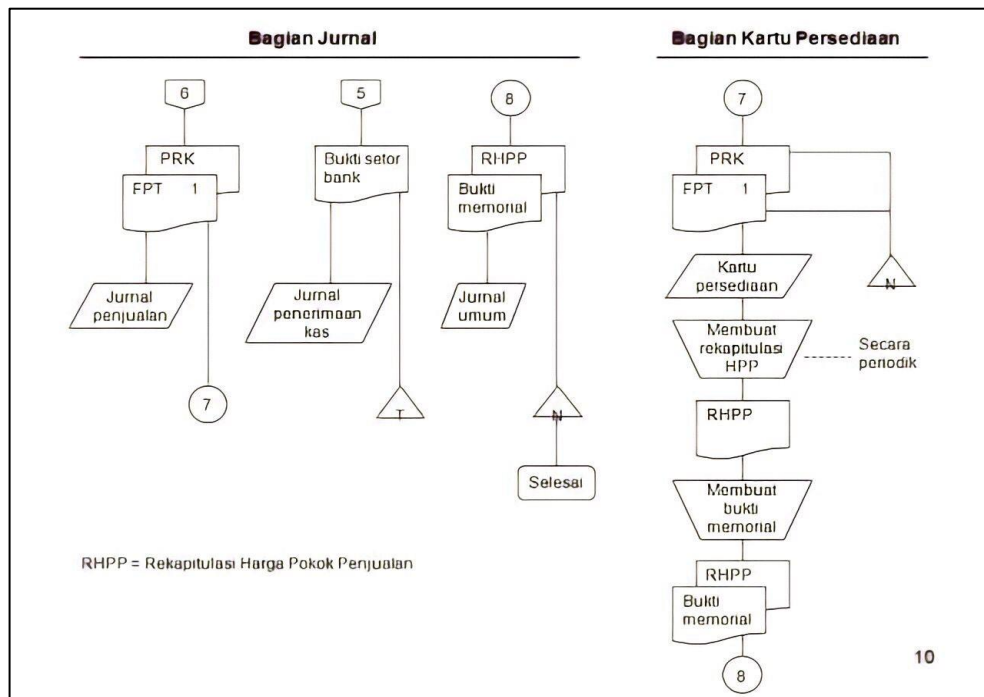 Bagian Jurnal
6
PRK
FPT 1
Jurnal
penjualan
7
5
Bukti setor
bank
Jurnal
penerimaan
kas
T
8
RHPP
Bukti
memorial
Jurnal
umum
N
Selesai
RHPP = Rekapitulasi Harga Pokok Penjualan
Bagian Kartu Persediaan
7
PRK
FPT 1
N
Kartu
persediaan
Membuat
rekapitulasi
HPP
Secara
periodik
RHPP
Membuat
bukti
memorial
RHPP
Bukti
memorial
8
10